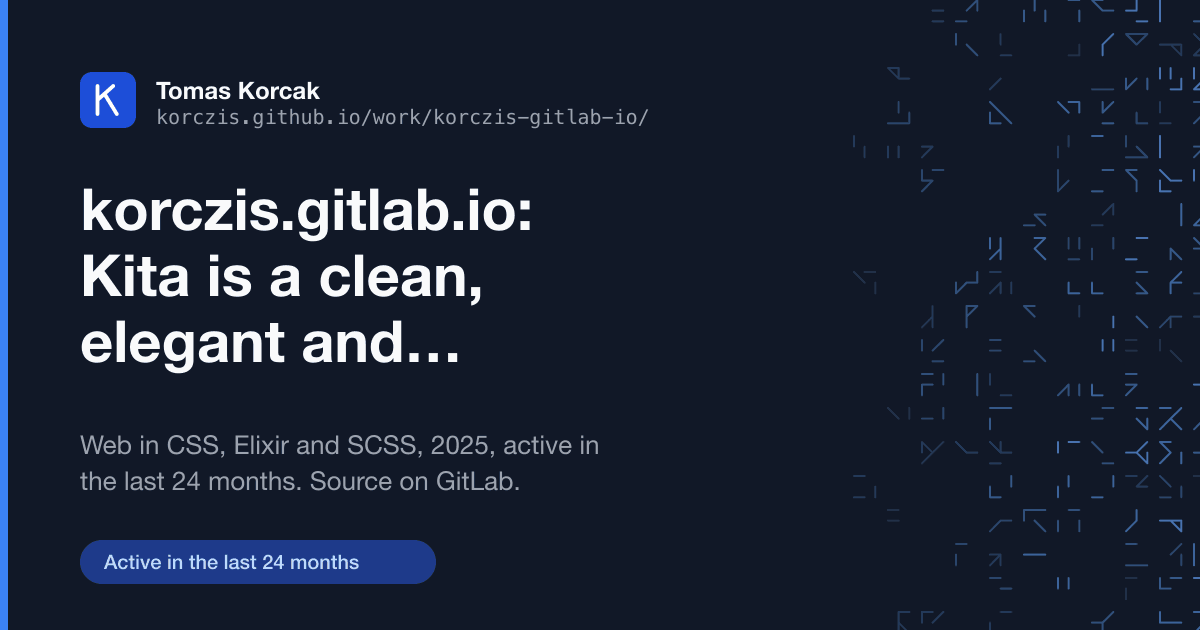 K
Tomas Korcak
korczis.github.io/work/korczis-gitlab-io/
korczis.gitlab.io:
Kita is a clean,
elegant and…
Web in CSS, Elixir and SCSS, 2025, active in
the last 24 months. Source on GitLab.
Active in the last 24 months